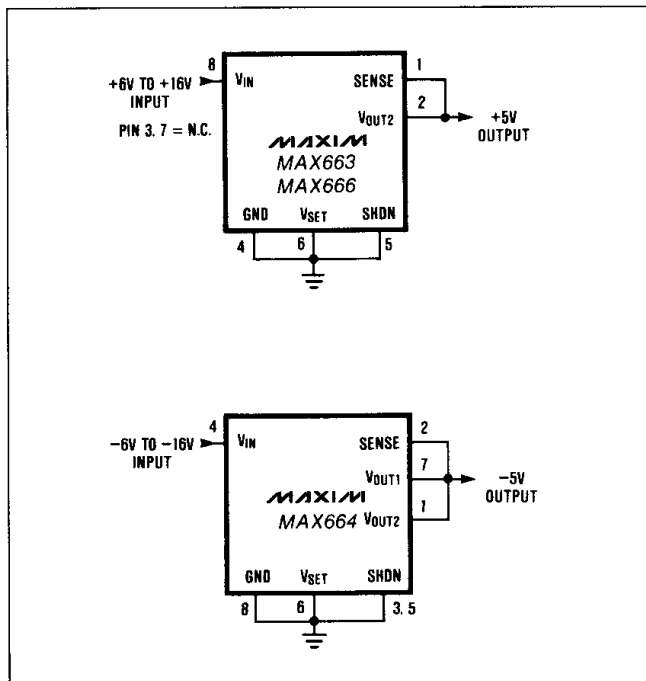 8
1
+6V TO +16V
INPUT
VIN
SENSE
2
VOUT2
+5V
OUTPUT
PIN 3. 7 = N.C.
MAXIM
MAX663
MAX666
GND
VSET
SHDN
4
6
5
4
2
-6V TO -16V
INPUT
VIN
SENSE
7
VOUT1
-5V
OUTPUT
MAXIM
1
MAX664
VOUT2
GND
VSET
SHDN
8
6
3. 5